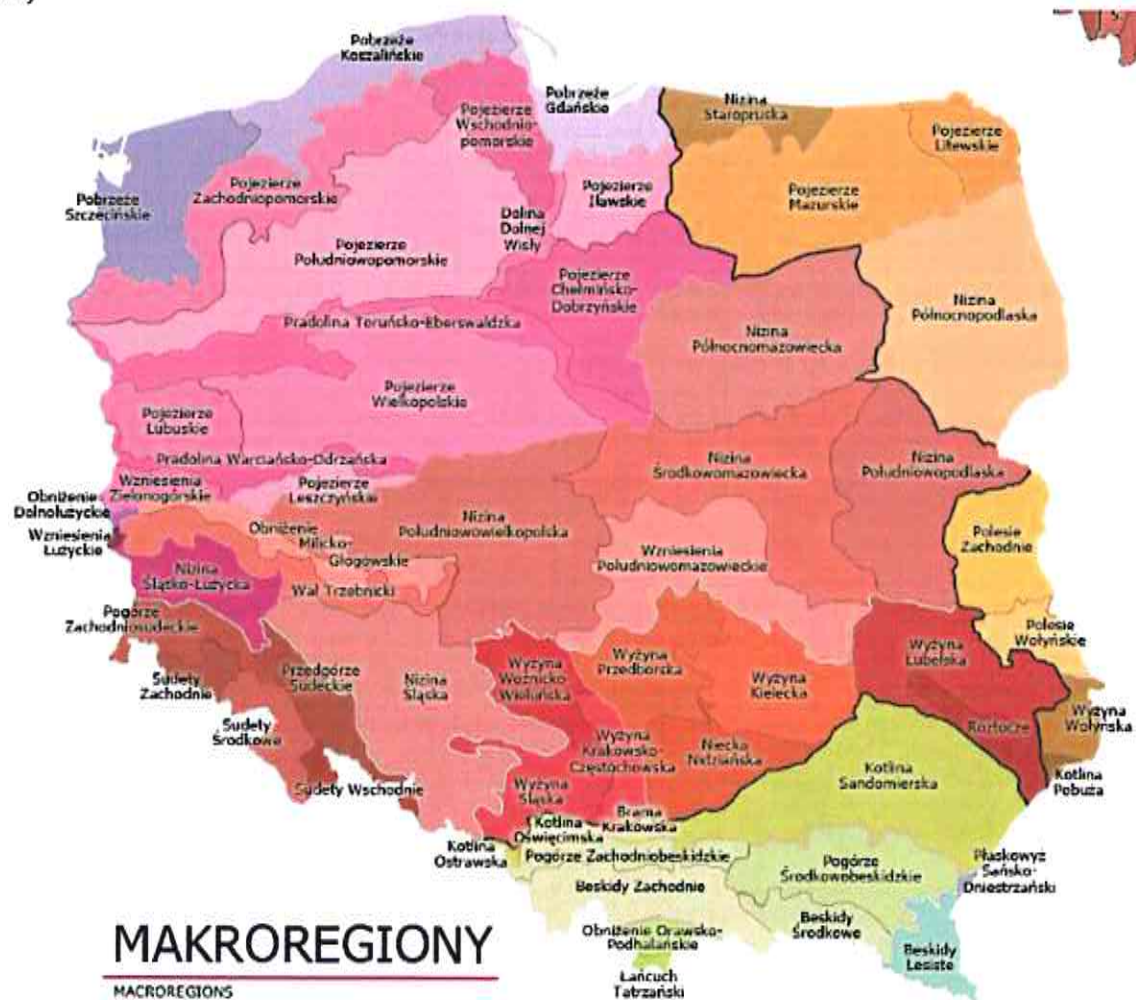 Pobrzeże
Koszalińskie
Pobrzeże
Gdańskie
Nizina
Staropruska
Pojezierze
Wschodnio-
pomorskie
Pojezierze
Litewskie
Pobrzeże
Szczecińskie
Pojezierze
Zachodniopomorskie
Pojezierze
Iławskie
Pojezierze
Mazurskie
Dolina
Dolnej
Wisły
Pojezierze
Południowopomorskie
Pojezierze
Chełmińsko-
Dobrzyńskie
Nizina
Północnopodlaska
Pradolina Toruńsko-Eberswaldzka
Nizina
Północnomazowiecka
Pojezierze
Wielkopolskie
Pojezierze
Lubuskie
Pradolina Warciańsko-Odrzańska
Nizina
Środkowomazowiecka
Nizina
Południowopodlaska
Wzniesienia
Zielonogórskie
Pojezierze
Leszczyńskie
Obniżenie
Dolnołużyckie
Wzniesienia
Łużyckie
Obniżenie
Milicko-
Głogowskie
Nizina
Południowowielkopolska
Wzniesienia
Południowomazowieckie
Polesie
Zachodnie
Nizina
Śląsko-Łużycka
Wał Trzebnicki
Pogórze
Zachodniosudeckie
Polesie
Wołyńskie
Sudety
Zachodnie
Przedgórze
Sudeckie
Nizina
Śląska
Wyżyna
Woźnicko-
Wieluńska
Wyżyna
Przedborska
Wyżyna
Kielecka
Wyżyna
Lubelska
Sudety
Środkowe
Wyżyna
Krakowsko-
Częstochowska
Niecka
Nidziańska
Roztocze
Wyżyna
Wołyńska
Sudety Wschodnie
Wyżyna
Śląska
Kotlina
Sandomierska
Kotlina
Pobuża
Brama
Krakowska
Kotlina
Oświęcimska
Kotlina
Ostrawska
Pogórze Zachodniobeskidzkie
Pogórze
Środkowobeskidzkie
Płaskowyż
Sańsko-
Dniestrzański
Beskidy Zachodnie
Obniżenie Orawsko-
Podhalańskie
Beskidy
Środkowe
Beskidy
Lesiste
Łańcuch
Tatrzański
MAKROREGIONY
MACROREGIONS